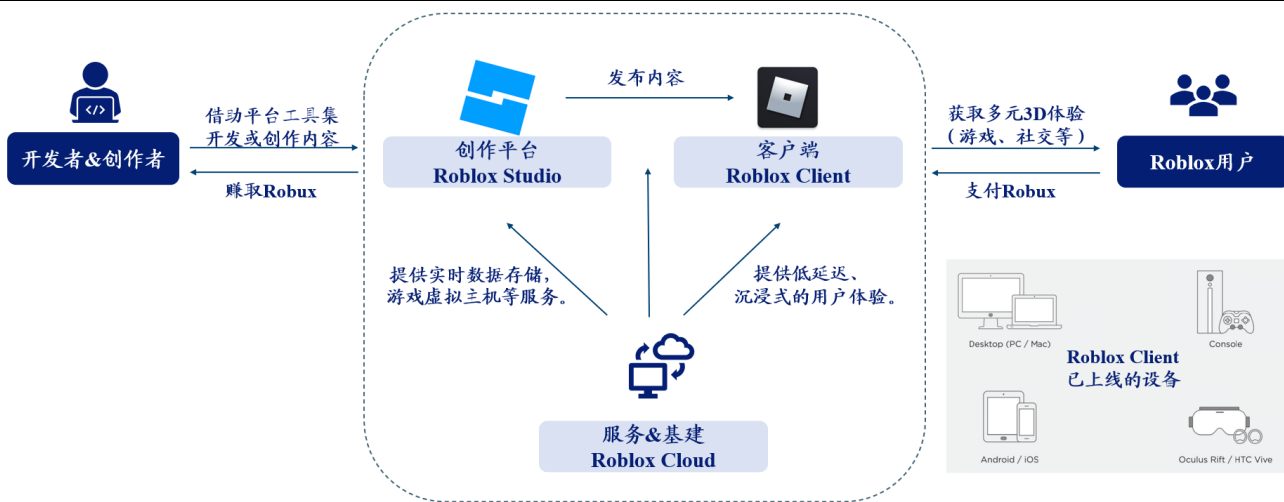 开发者&创作者
借动平台工具集
开发或创作内容
赚取Robux
创作平台
Roblox Studio
发布内容
客户端
Roblox Client
获取多元3D体验
（游戏、社交等）
支付Robux
Roblox用户
提供实时数据存储，
游戏虚拟主机等服务。
提供低延迟、
沉浸式的用户体验。
服务&基建
Roblox Cloud
Desktop (PC / Mac)
Console
Roblox Client
已上线的设备
Android / iOS
Oculus Rift / HTC Vive